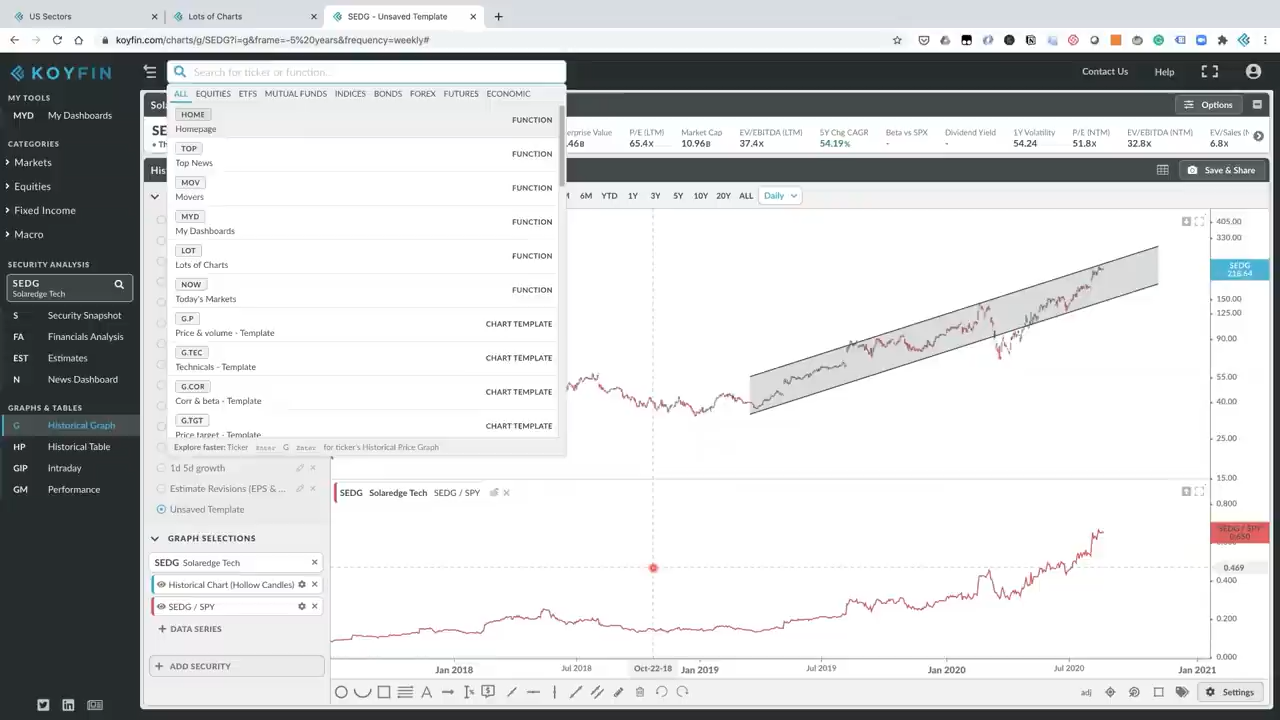 US Sectors
Lots of Charts
SEDG - Unsaved Template
koyfin.com/charts/g/SEDG?i=g&frame=-5%20years&frequency=weekly#
KOYFIN
Search for ticker or function...
Contact Us
Help
MY TOOLS
MYD My Dashboards
CATEGORIES
Markets
Equities
Fixed Income
Macro
SECURITY ANALYSIS
SEDG
Solaredge Tech
S Security Snapshot
FA Financials Analysis
EST Estimates
N News Dashboard
GRAPHS & TABLES
G Historical Graph
HP Historical Table
GIP Intraday
GM Performance
ALL EQUITIES ETFS MUTUAL FUNDS INDICES BONDS FOREX FUTURES ECONOMIC
HOME
Homepage
FUNCTION
TOP
Top News
FUNCTION
MOV
Movers
FUNCTION
MYD
My Dashboards
FUNCTION
LOT
Lots of Charts
FUNCTION
NOW
Today's Markets
FUNCTION
G.P
Price & volume - Template
CHART TEMPLATE
G.TEC
Technicals - Template
CHART TEMPLATE
G.COR
Corr & beta - Template
CHART TEMPLATE
G.TGT
Price target - Template
CHART TEMPLATE
Explore faster: Ticker Enter G Enter for ticker's Historical Price Graph
Options
P/E (LTM) Market Cap EV/EBITDA (LTM) 5Y Chg CAGR Beta vs SPX Dividend Yield 1Y Volatility P/E (NTM) EV/EBITDA (NTM)
65.4X 10.96B 37.4X 54.19% - - 54.24 51.8X 32.8X 6.8X
Save & Share
6M YTD 1Y 3Y 5Y 10Y 20Y ALL Daily
405.00
330.00
SEDG
218.64
150.00
125.00
90.00
55.00
40.00
25.00
15.00
1d 5d growth
Estimate Revisions (EPS & ...
Unsaved Template
GRAPH SELECTIONS
SEDG Solaredge Tech
Historical Chart (Hollow Candles)
SEDG / SPY
+ DATA SERIES
+ ADD SECURITY
SEDG Solaredge Tech SEDG / SPY
0.800
SEDG / SPY
0.650
0.469
0.400
0.200
0.000
Jan 2018 Jul 2018 Oct-22-18 Jan 2019 Jul 2019 Jan 2020 Jul 2020 Jan 2021
adj
Settings